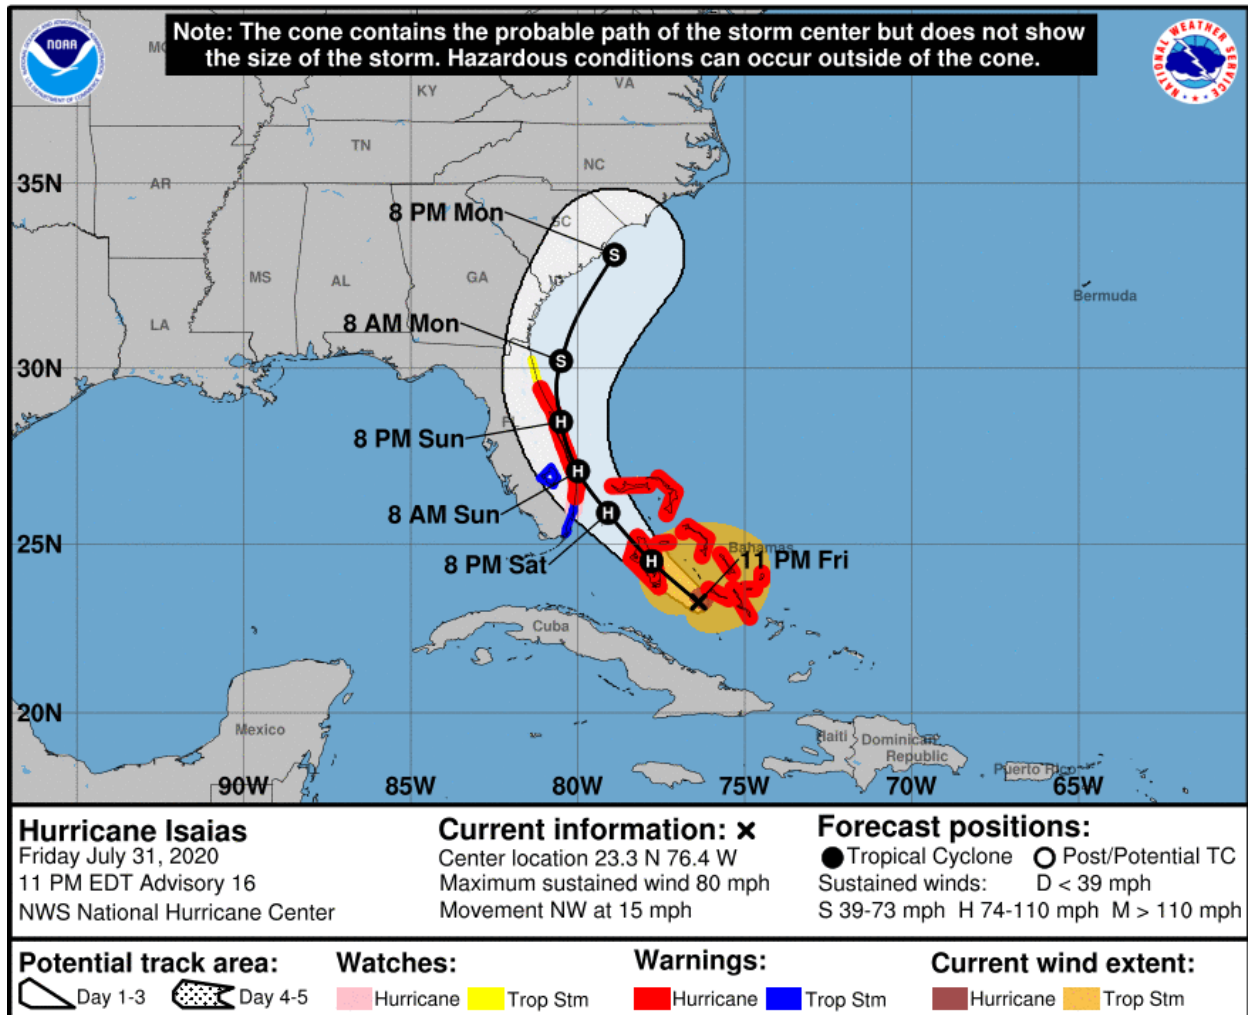 Note: The cone contains the probable path of the storm center but does not show
the size of the storm. Hazardous conditions can occur outside of the cone.
NOAA
NATIONAL WEATHER SERVICE
KY
VA
TN
NC
AR
35N
8 PM Mon
SC
S
MS
AL
GA
Bermuda
LA
8 AM Mon
30N
S
FL
H
8 PM Sun
H
8 AM Sun
H
25N
Bahamas
8 PM Sat
H
11 PM Fri
Cuba
20N
Mexico
Haiti
Dominican
Republic
Puerto Rico
90W
85W
80W
75W
70W
65W
Hurricane Isaias
Friday July 31, 2020
11 PM EDT Advisory 16
NWS National Hurricane Center
Current information: ×
Center location 23.3 N 76.4 W
Maximum sustained wind 80 mph
Movement NW at 15 mph
Forecast positions:
Tropical Cyclone
Post/Potential TC
Sustained winds: D < 39 mph
S 39-73 mph H 74-110 mph M > 110 mph
Potential track area:
Day 1-3
Day 4-5
Watches:
Hurricane
Trop Stm
Warnings:
Hurricane
Trop Stm
Current wind extent:
Hurricane
Trop Stm